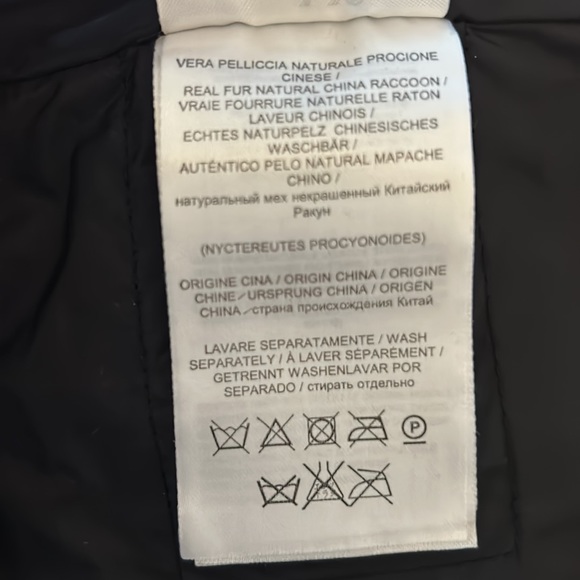 VERA PELLICCIA NATURALE PROCIONE
CINESE /
REAL FUR NATURAL CHINA RACCOON /
VRAIE FOURRURE NATURELLE RATON
LAVEUR CHINOIS /
ECHTES NATURPELZ CHINESISCHES
WASCHBÄR /
AUTÉNTICO PELO NATURAL MAPACHE
CHINO /
натуральный мех некрашенный Китайский
Ракун
(NYCTEREUTES PROCYONOIDES)
ORIGINE CINA / ORIGIN CHINA / ORIGINE
CHINE / URSPRUNG CHINA / ORIGEN
CHINA / страна происхождения Китай
LAVARE SEPARATAMENTE / WASH
SEPARATELY / À LAVER SÉPARÉMENT /
GETRENNT WASHENLAVAR POR
SEPARADO / стирать отдельно
P